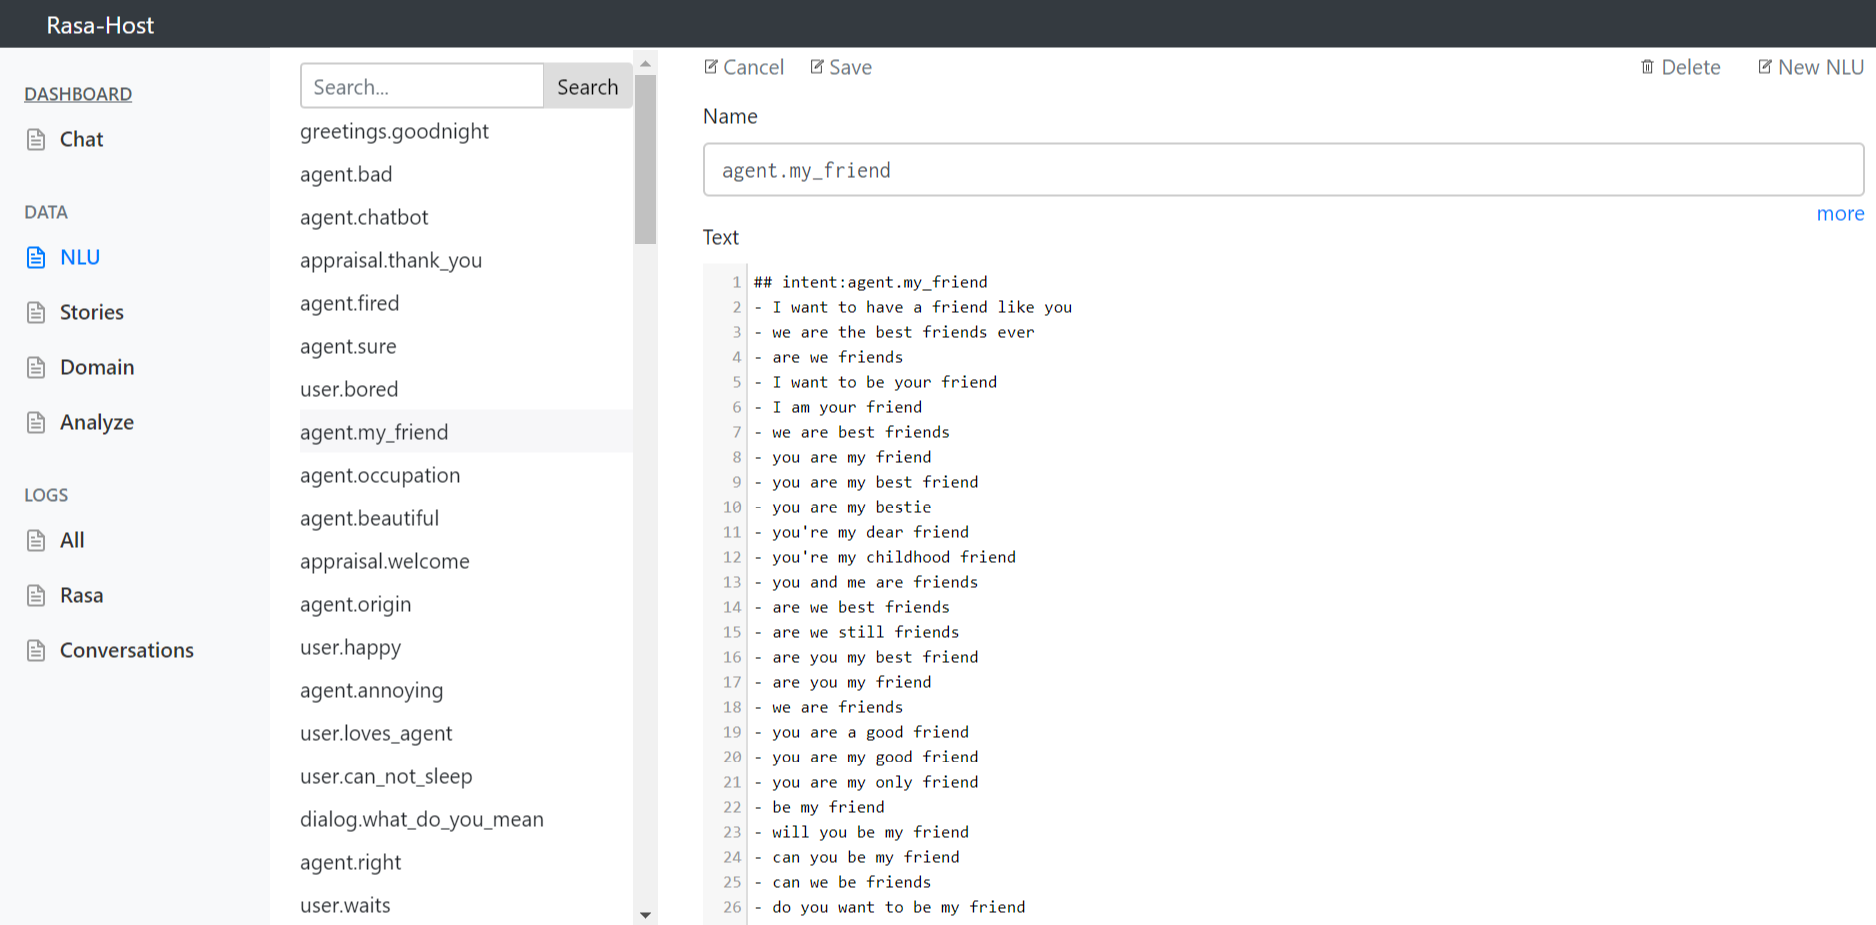 Rasa-Host
DASHBOARD
Chat
DATA
NLU
Stories
Domain
Analyze
LOGS
All
Rasa
Conversations
Search... Search
greetings.goodnight
agent.bad
agent.chatbot
appraisal.thank_you
agent.fired
agent.sure
user.bored
agent.my_friend
agent.occupation
agent.beautiful
appraisal.welcome
agent.origin
user.happy
agent.annoying
user.loves_agent
user.can_not_sleep
dialog.what_do_you_mean
agent.right
user.waits
Cancel Save Delete New NLU
Name
agent.my_friend
more
Text
1 ## intent:agent.my_friend
2 - I want to have a friend like you
3 - we are the best friends ever
4 - are we friends
5 - I want to be your friend
6 - I am your friend
7 - we are best friends
8 - you are my friend
9 - you are my best friend
10 - you are my bestie
11 - you're my dear friend
12 - you're my childhood friend
13 - you and me are friends
14 - are we best friends
15 - are we still friends
16 - are you my best friend
17 - are you my friend
18 - we are friends
19 - you are a good friend
20 - you are my good friend
21 - you are my only friend
22 - be my friend
23 - will you be my friend
24 - can you be my friend
25 - can we be friends
26 - do you want to be my friend